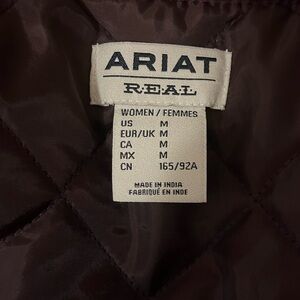 ARIAT
REAL
WOMEN / FEMMES
US M
EUR/UK M
CA M
MX M
CN 165/92A
MADE IN INDIA
FABRIQUÉ EN INDE